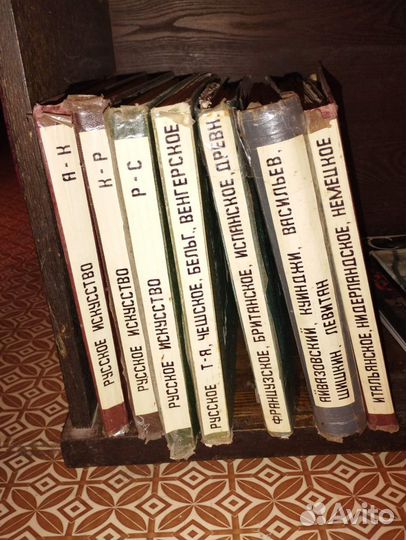 РУССКОЕ ИСКУССТВО А-К
РУССКОЕ ИСКУССТВО К-Р
РУССКОЕ ИСКУССТВО Р-С
РУССКОЕ Т-Я, ЧЕШСКОЕ, БЕЛЬГ., ВЕНГЕРСКОЕ
ФРАНЦУЗСКОЕ, БРИТАНСКОЕ, ИСПАНСКОЕ, ДРЕВН.
АЙВАЗОВСКИЙ, КУИНДЖИ, ВАСИЛЬЕВ,
ШИШКИН, ЛЕВИТАН
ИТАЛЬЯНСКОЕ, НИДЕРЛАНДСКОЕ, НЕМЕЦКОЕ
Avito